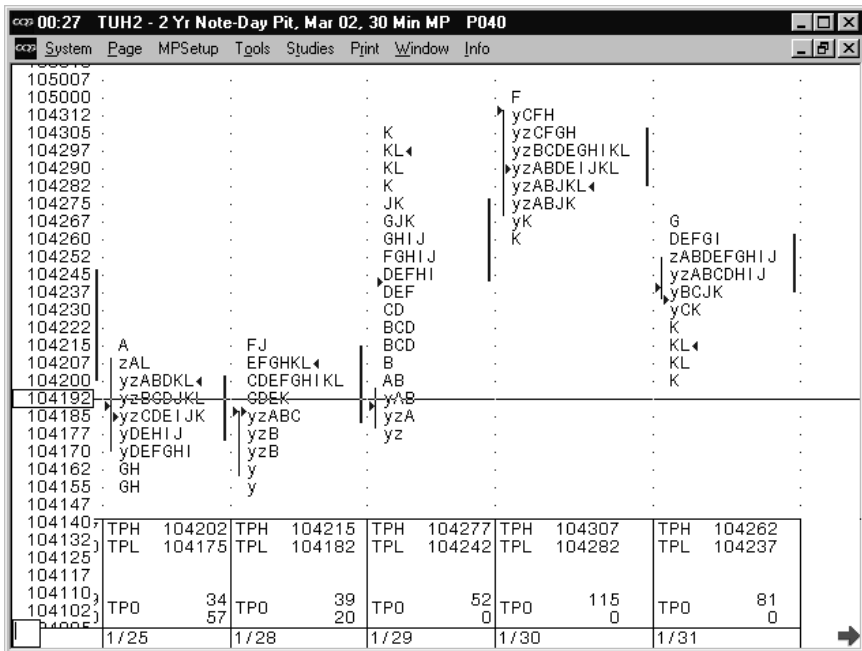 CQG 00:27 TUH2 - 2 Yr Note-Day Pit, Mar 02, 30 Min MP P040
System Page MPSetup Tools Studies Print Window Info
105007
105000 F
104312 yCFH
104305 K yzCFGH
104297 KL yzBCDEGHIKL
104290 KL yzABDEIJKL
104282 K yzABJKL
104275 JK yzABJK
104267 GJK yK G
104260 GHIJ K DEFGI
104252 FGHIJ zABDEFGHIJ
104245 DEFHI yzABCDHIJ
104237 DEF yBCJK
104230 CD yCK
104222 BCD K
104215 A FJ BCD KL
104207 zAL EFGHKL B KL
104200 yzABDKL CDEFGHIKL AB K
104192 yzBCDJKL CDEK yAB
104185 yzCDEIJK yzABC yzA
104177 yDEHIJ yzB yz
104170 yDEFGHI yzB
104162 GH y
104155 GH y
104147
104140 TPH 104202 TPH 104215 TPH 104277 TPH 104307 TPH 104262
104132 TPL 104175 TPL 104182 TPL 104242 TPL 104282 TPL 104237
104125
104117
104110 34 39 52 115 81
104102 TPO 57 TPO 20 TPO 0 TPO 0 TPO 0
1/25 1/28 1/29 1/30 1/31